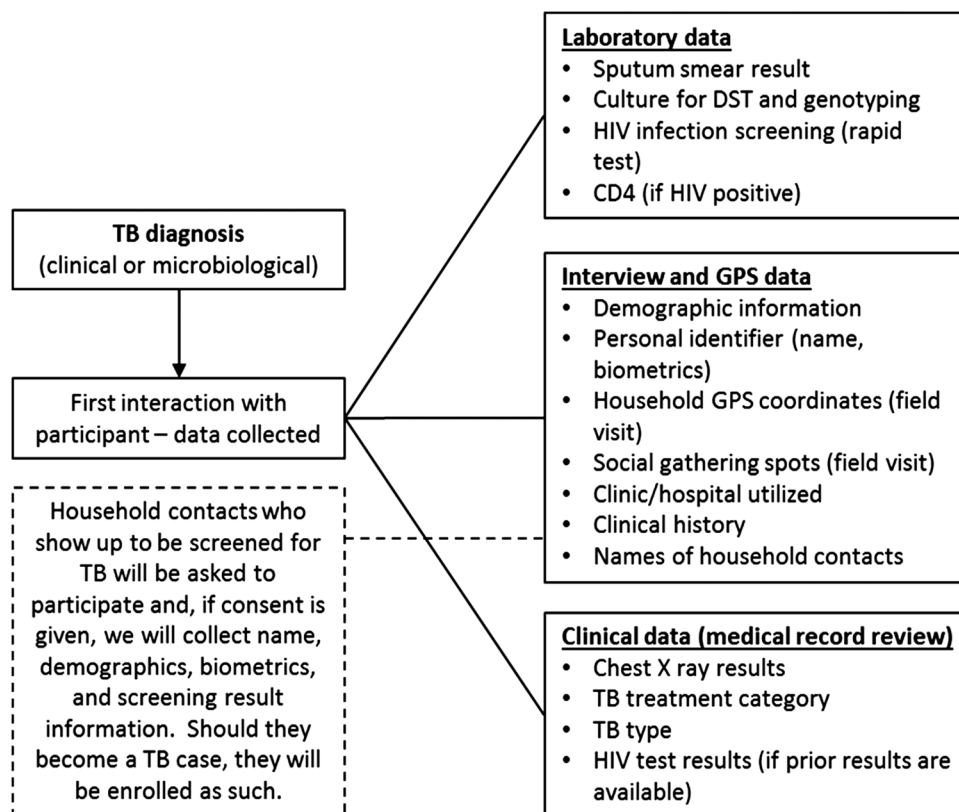 TB diagnosis
(clinical or microbiological)
First interaction with
participant – data collected
Household contacts who
show up to be screened for
TB will be asked to
participate and, if consent is
given, we will collect name,
demographics, biometrics,
and screening result
information.  Should they
become a TB case, they will
be enrolled as such.
Laboratory data
• Sputum smear result
• Culture for DST and genotyping
• HIV infection screening (rapid
test)
• CD4 (if HIV positive)
Interview and GPS data
• Demographic information
• Personal identifier (name,
biometrics)
• Household GPS coordinates (field
visit)
• Social gathering spots (field visit)
• Clinic/hospital utilized
• Clinical history
• Names of household contacts
Clinical data (medical record review)
• Chest X ray results
• TB treatment category
• TB type
• HIV test results (if prior results are
available)